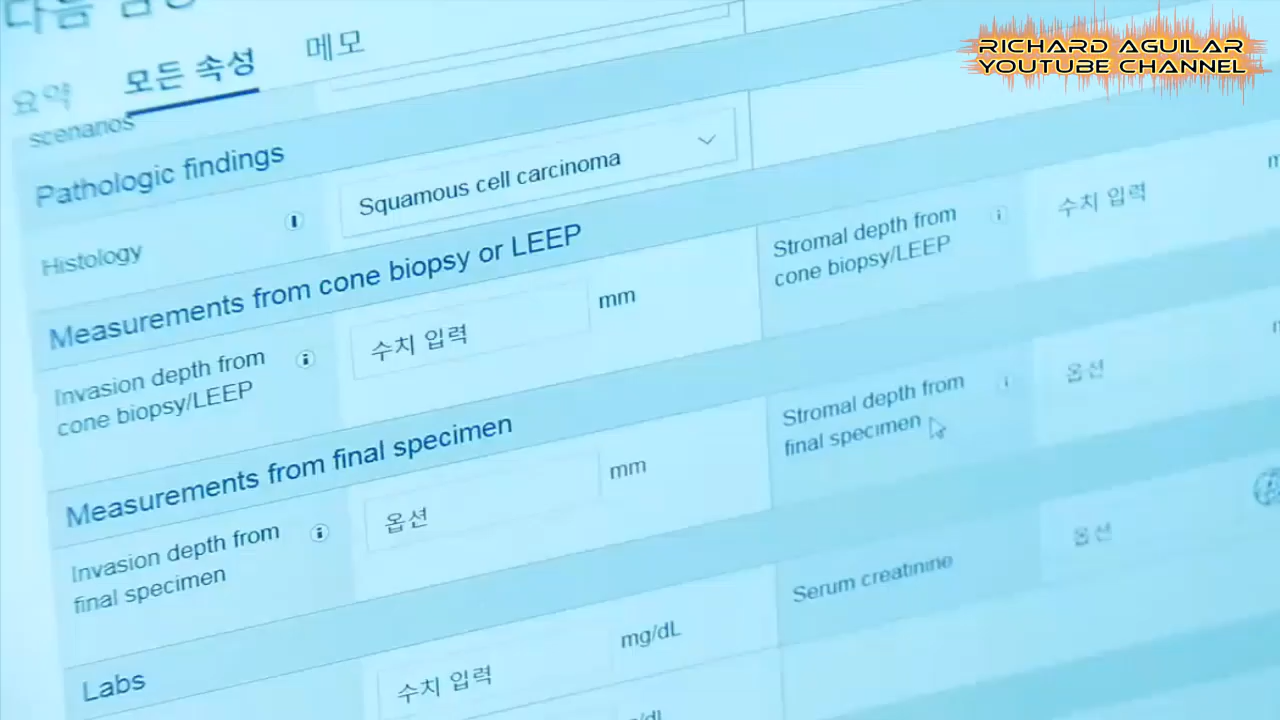 RICHARD AGUILAR
YOUTUBE CHANNEL
요약
모든 속성
메모
scenarios
Pathologic findings
Histology
Squamous cell carcinoma
Measurements from cone biopsy or LEEP
Invasion depth from
cone biopsy/LEEP
수치 입력
mm
Stromal depth from
cone biopsy/LEEP
수치 입력
Measurements from final specimen
Invasion depth from
final specimen
옵션
mm
Stromal depth from
final specimen
옵션
Labs
수치 입력
mg/dL
Serum creatinine
옵션